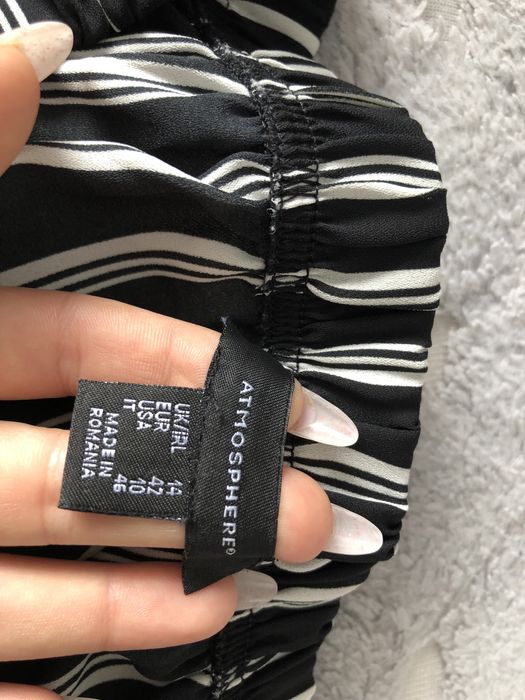 ATMOSPHERE®
UK/IRL 14
EUR 42
USA 10
IT 46
MADE IN
ROMANIA